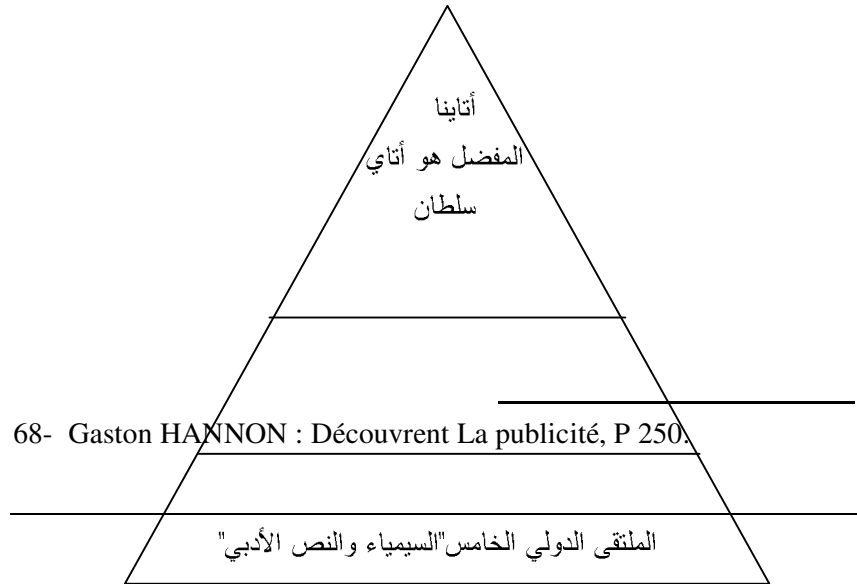 أتاينا
المفضل هو أتاي
سلطان
68- Gaston HANNON : Découvrent La publicité, P 250.
الملتقى الدولي الخامس"السيمياء والنص الأدبي"